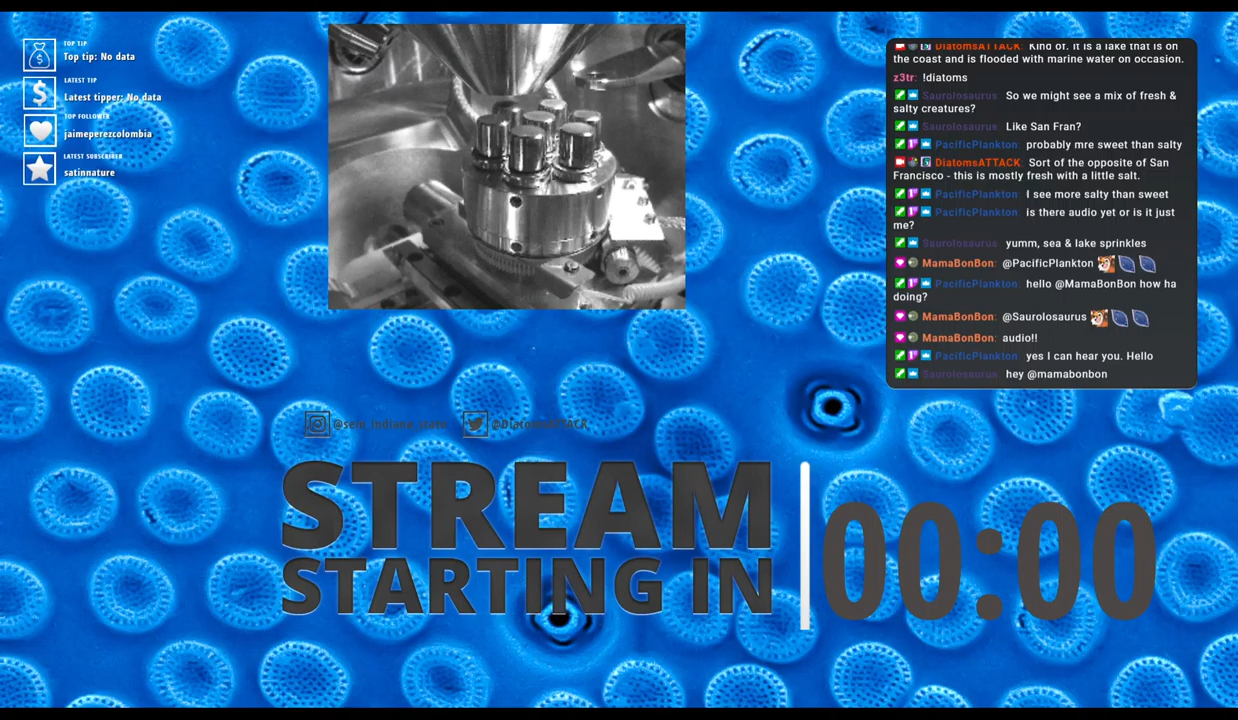 TOP TIP
Top tip: No data
LATEST TIP
Latest tipper: No data
TOP FOLLOWER
jaimeperezcolombia
LATEST SUBSCRIBER
satinnature
DiatomsATTACK: Kind of. It is a lake that is on
the coast and is flooded with marine water on occasion.
z3tr: !diatoms
Saurolosaurus: So we might see a mix of fresh &
salty creatures?
Saurolosaurus: Like San Fran?
PacificPlankton: probably mre sweet than salty
DiatomsATTACK: Sort of the opposite of San
Francisco - this is mostly fresh with a little salt.
PacificPlankton: I see more salty than sweet
PacificPlankton: is there audio yet or is it just
me?
Saurolosaurus: yumm, sea & lake sprinkles
MamaBonBon: @PacificPlankton
PacificPlankton: hello @MamaBonBon how ha
doing?
MamaBonBon: @Saurolosaurus
MamaBonBon: audio!!
PacificPlankton: yes I can hear you. Hello
Saurolosaurus: hey @mamabonbon
@sem_indiana_state @DiatomsATTACK
STREAM
STARTING IN
00:00